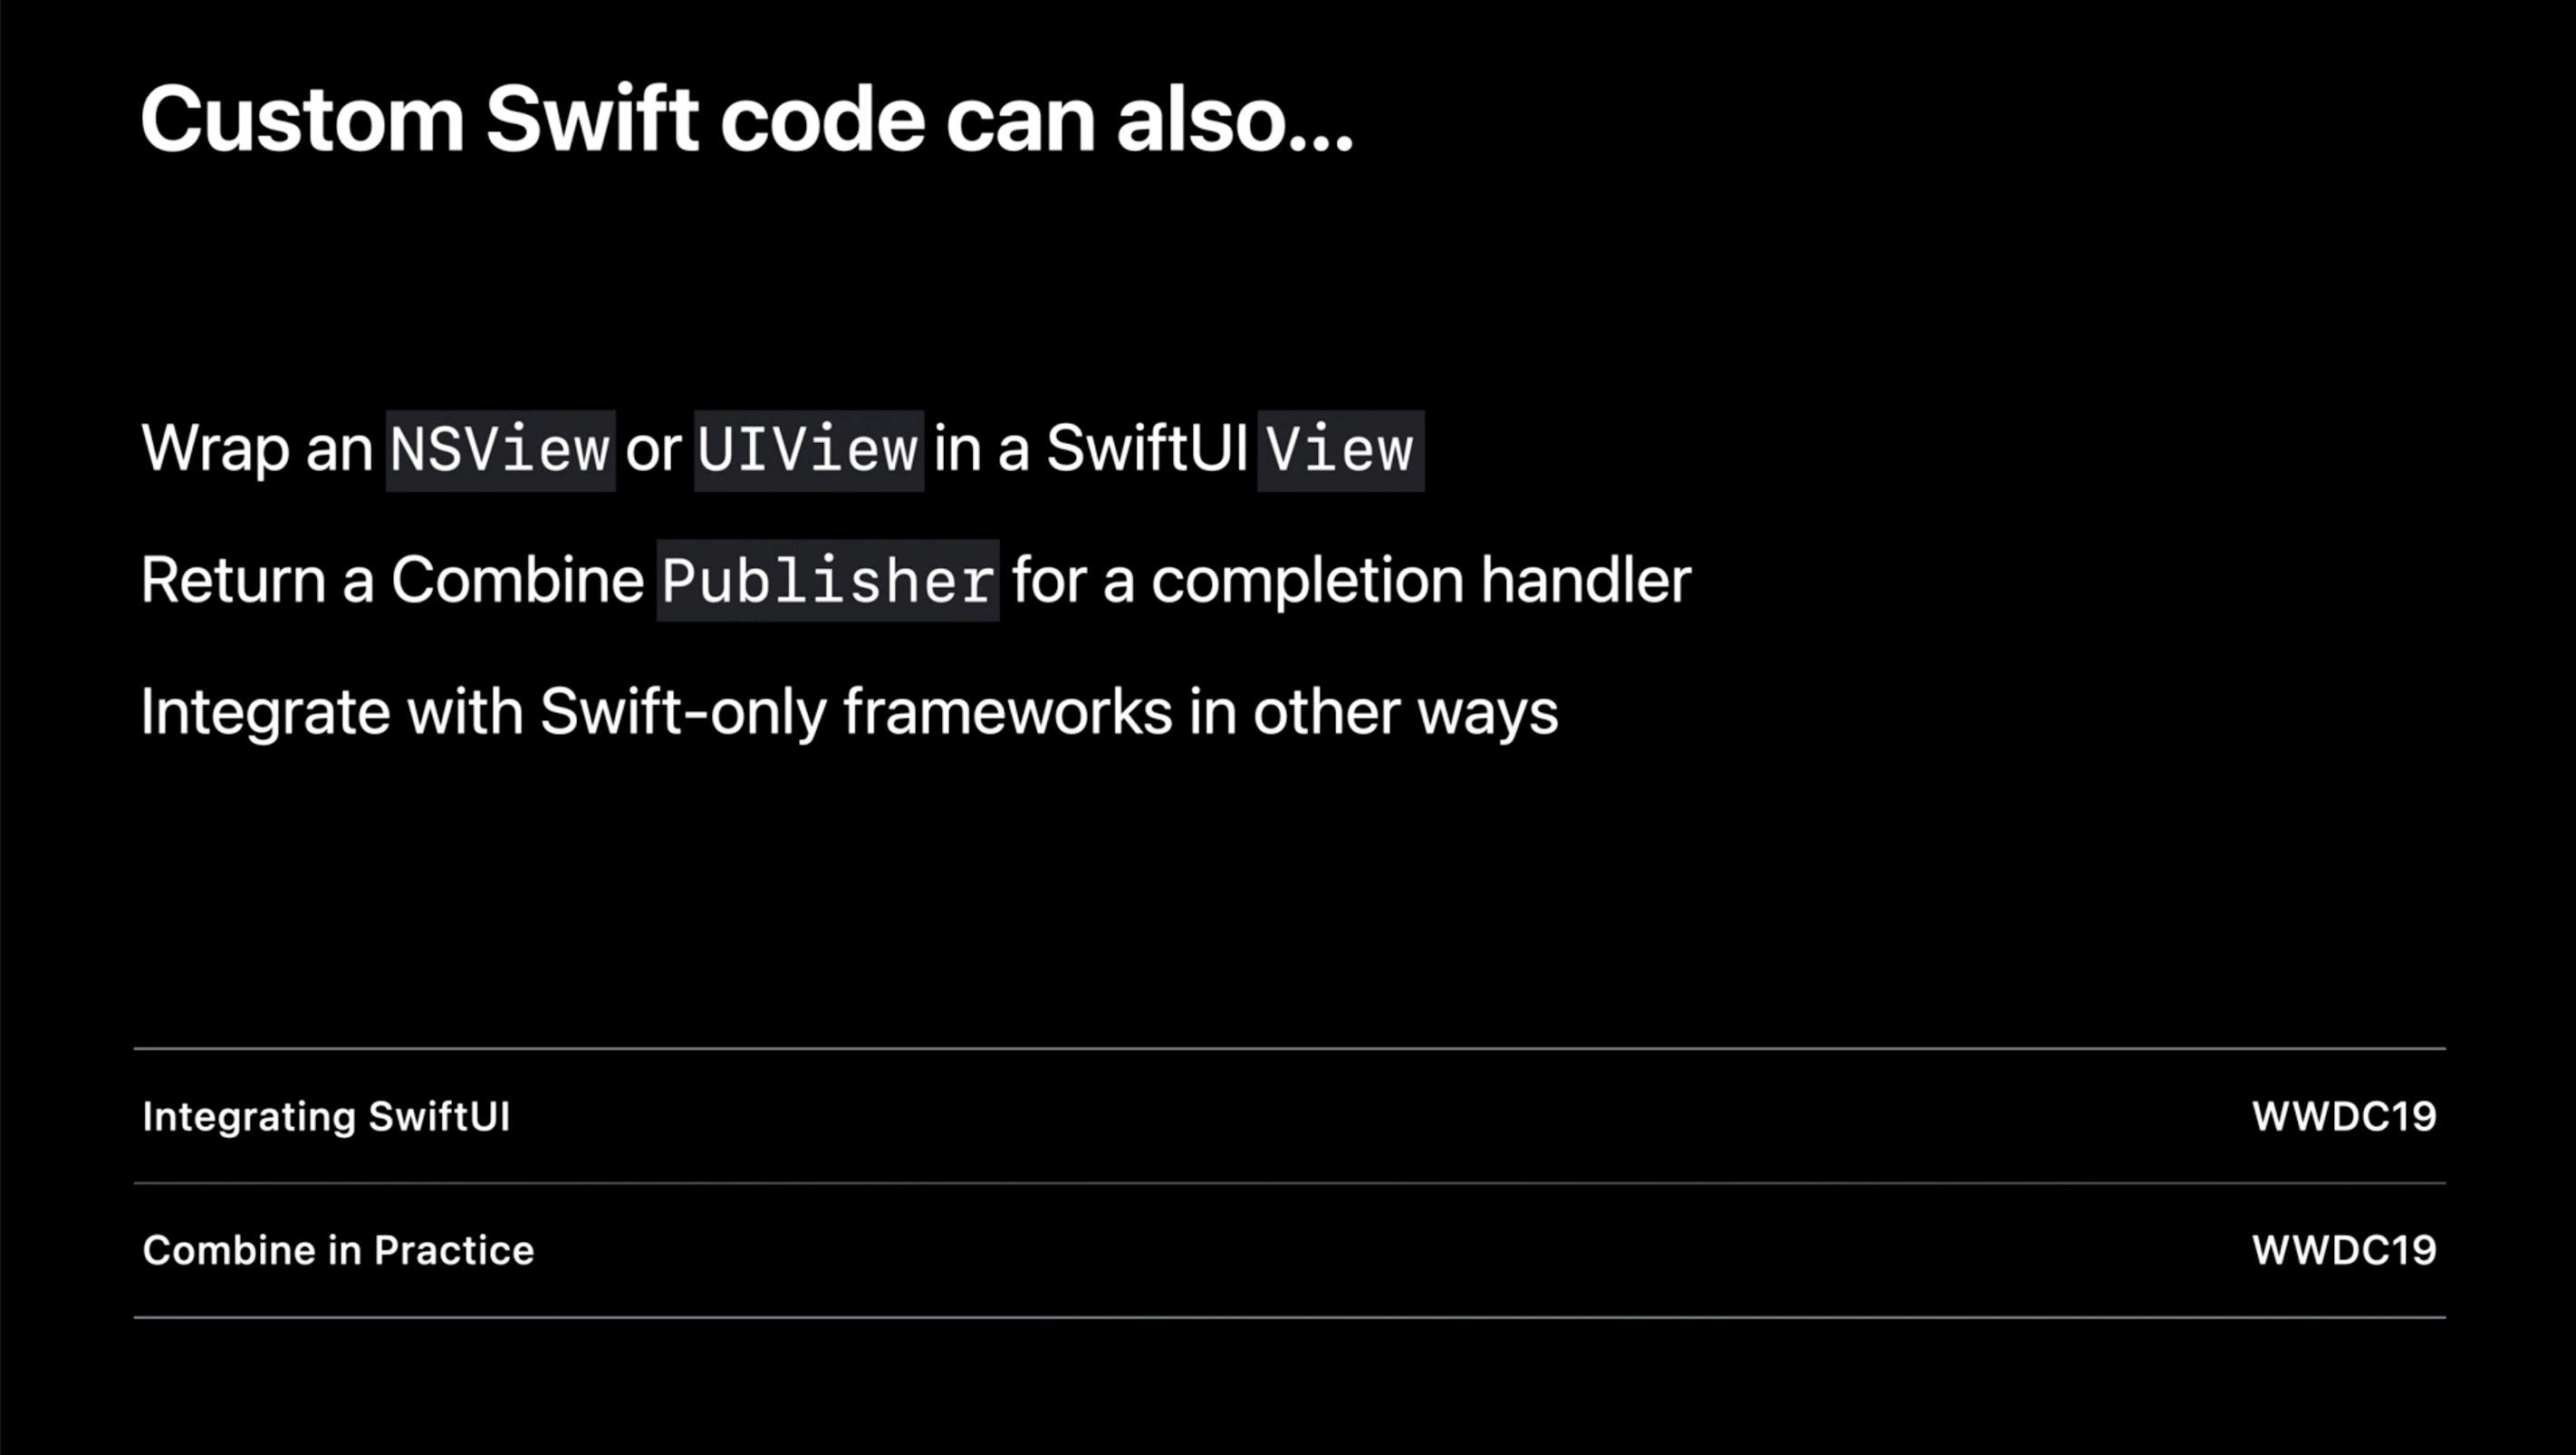 Custom Swift code can also...
Wrap an NSView or UIView in a SwiftUI View
Return a Combine Publisher for a completion handler
Integrate with Swift-only frameworks in other ways
Integrating SwiftUI WWDC19
Combine in Practice WWDC19